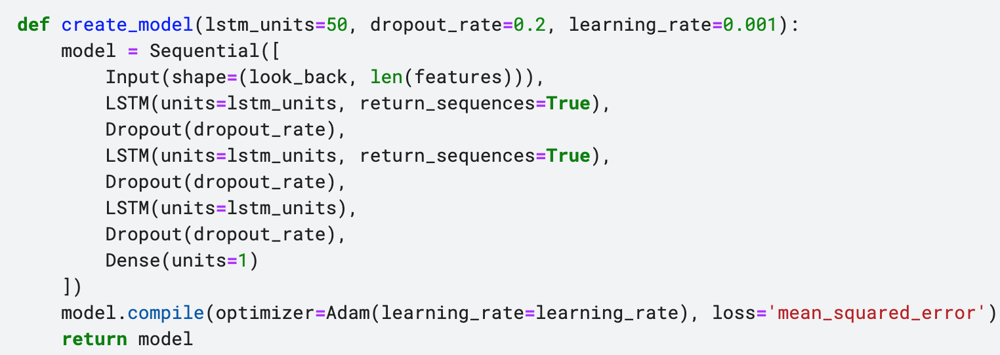 def create_model(lstm_units=50, dropout_rate=0.2, learning_rate=0.001):
    model = Sequential([
        Input(shape=(look_back, len(features))),
        LSTM(units=lstm_units, return_sequences=True),
        Dropout(dropout_rate),
        LSTM(units=lstm_units, return_sequences=True),
        Dropout(dropout_rate),
        LSTM(units=lstm_units),
        Dropout(dropout_rate),
        Dense(units=1)
    ])
    model.compile(optimizer=Adam(learning_rate=learning_rate), loss='mean_squared_error')
    return model